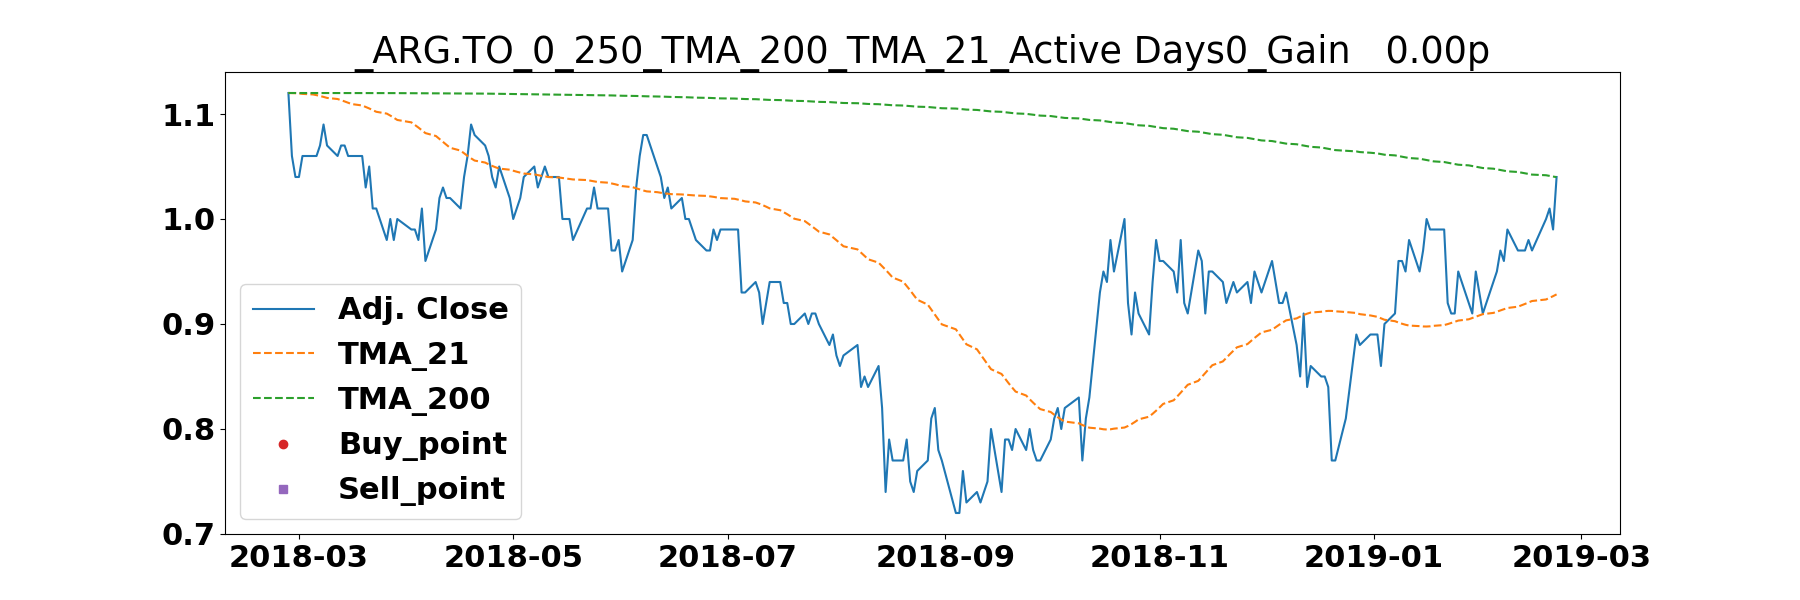 _ARG.TO_0_250_TMA_200_TMA_21_Active Days0_Gain   0.00p
1.1
1.0
0.9
0.8
0.7
Adj. Close
TMA_21
TMA_200
Buy_point
Sell_point
2018-03 2018-05 2018-07 2018-09 2018-11 2019-01 2019-03